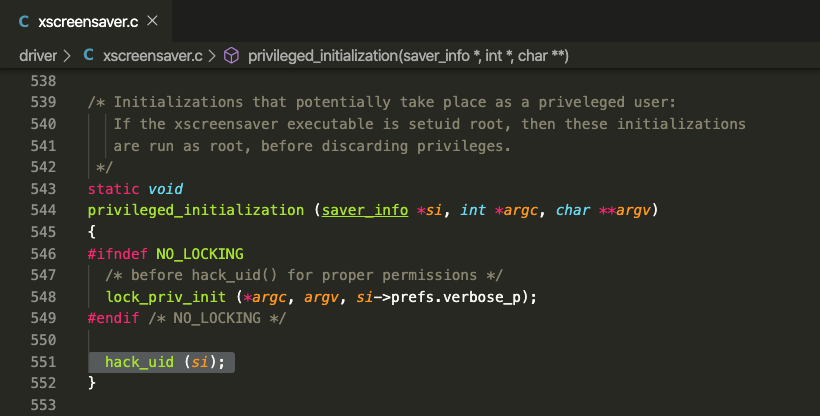 C xscreensaver.c ×
driver > C xscreensaver.c > privileged_initialization(saver_info *, int *, char **)
538
539 /* Initializations that potentially take place as a priveleged user:
540 If the xscreensaver executable is setuid root, then these initializations
541 are run as root, before discarding privileges.
542 */
543 static void
544 privileged_initialization (saver_info *si, int *argc, char **argv)
545 {
546 #ifndef NO_LOCKING
547 /* before hack_uid() for proper permissions */
548 lock_priv_init (*argc, argv, si->prefs.verbose_p);
549 #endif /* NO_LOCKING */
550
551 hack_uid (si);
552 }
553